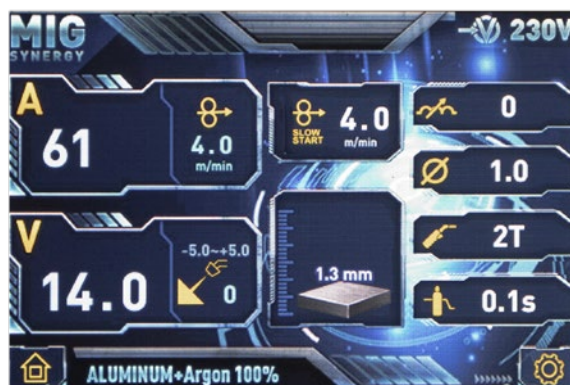 MIG
SYNERGY
230V
A
61
4.0
m/min
SLOW
START
4.0
m/min
0
1.0
V
14.0
-5.0~+5.0
0
1.3 mm
2T
0.1s
ALUMINUM+Argon 100%